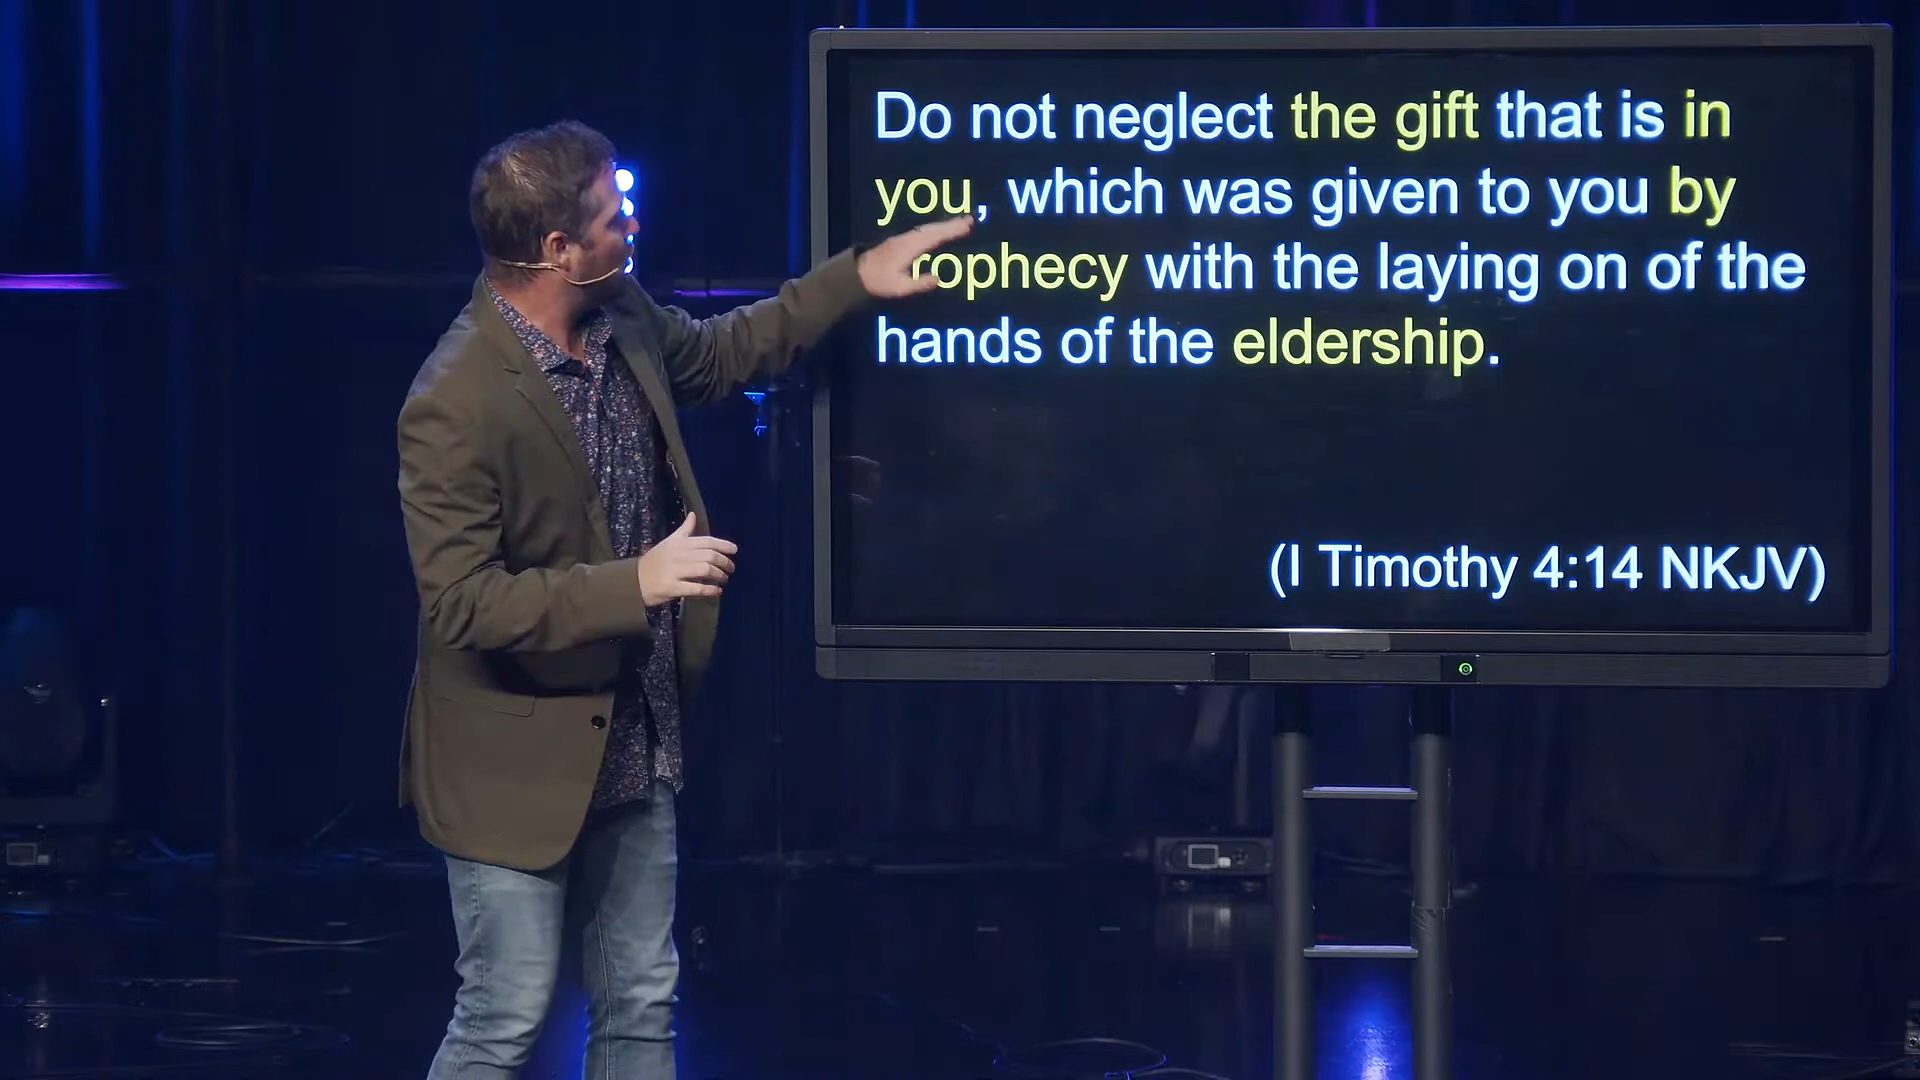 Do not neglect the gift that is in
you, which was given to you by
prophecy with the laying on of the
hands of the eldership.
(I Timothy 4:14 NKJV)